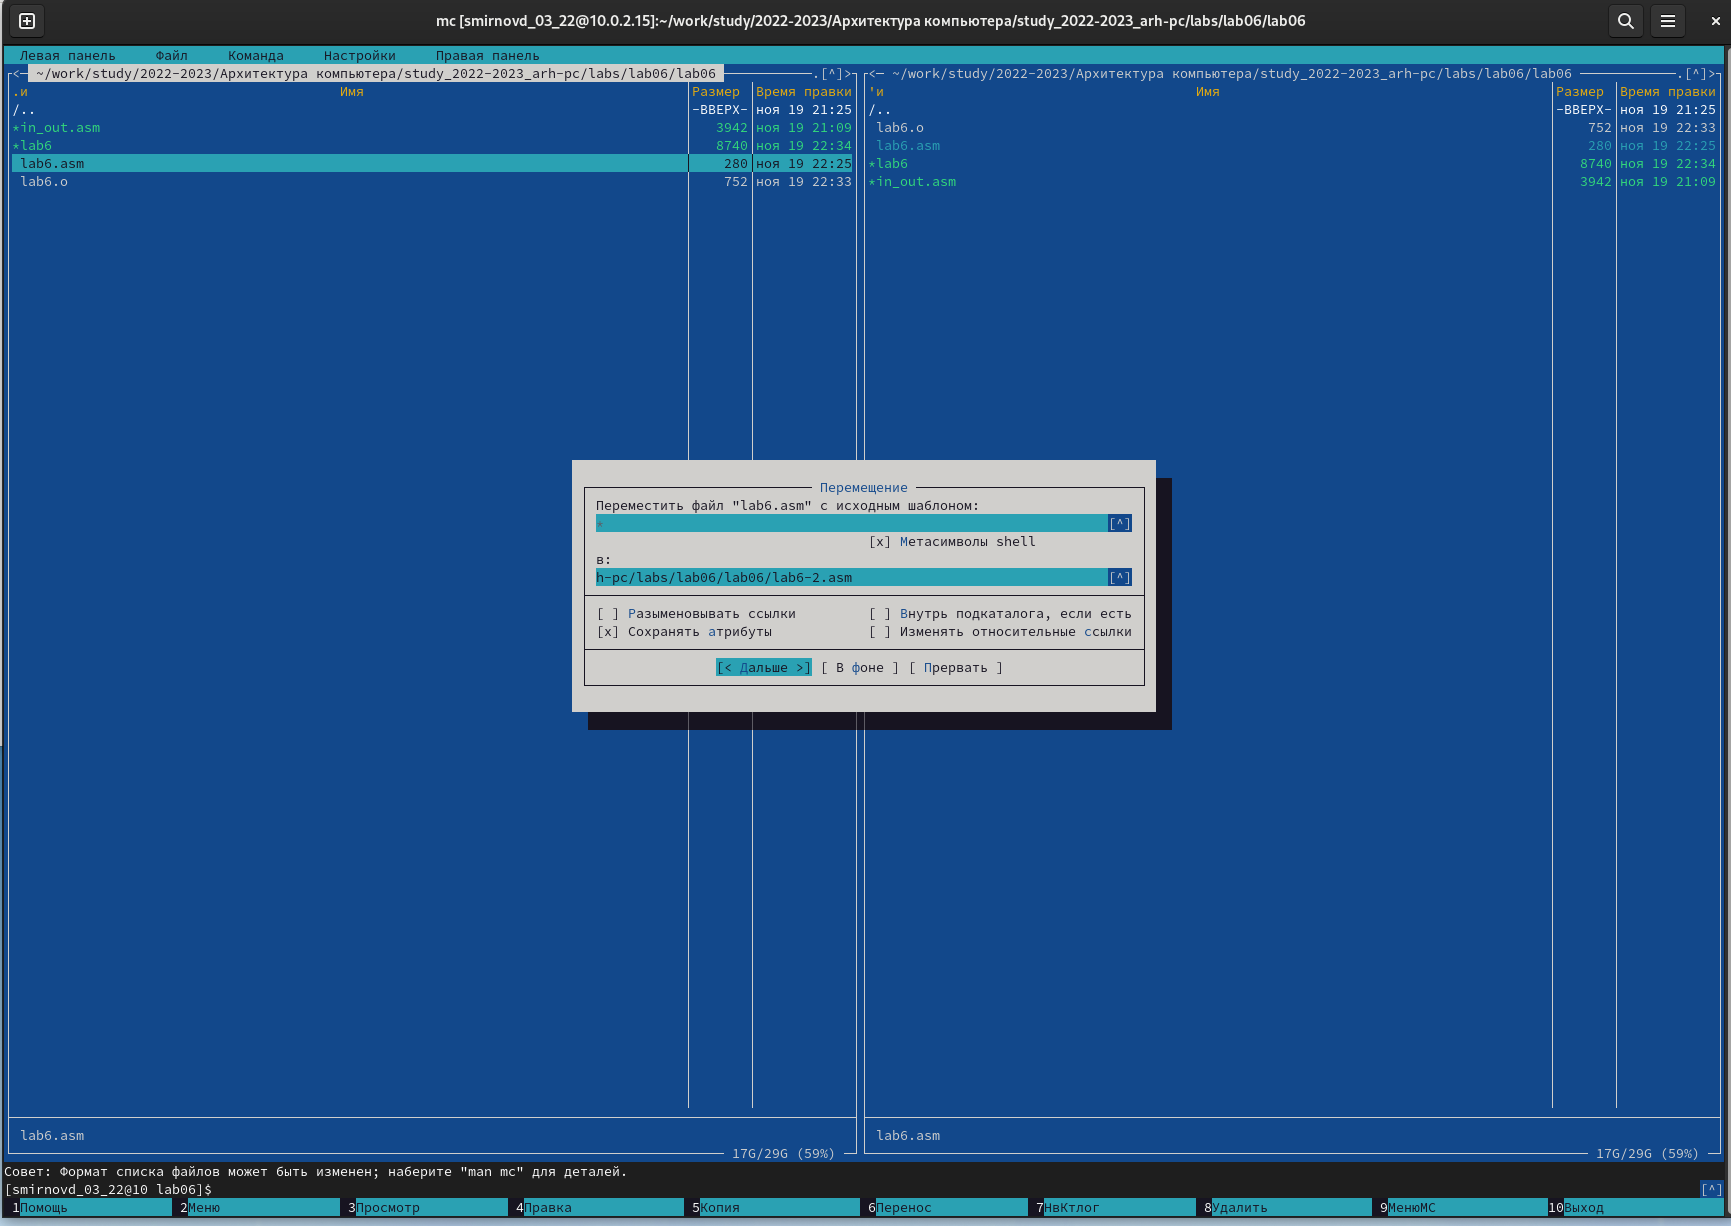 mc [smirnovd_03_22@10.0.2.15]:~/work/study/2022-2023/Архитектура компьютера/study_2022-2023_arh-pc/labs/lab06/lab06
Левая панель Файл Команда Настройки Правая панель
<— ~/work/study/2022-2023/Архитектура компьютера/study_2022-2023_arh-pc/labs/lab06/lab06 .[^]>
.и Имя Размер Время правки
/.. -ВВЕРХ- ноя 19 21:25
*in_out.asm 3942 ноя 19 21:09
*lab6 8740 ноя 19 22:34
lab6.asm 280 ноя 19 22:25
lab6.o 752 ноя 19 22:33
lab6.asm
17G/29G (59%)
<— ~/work/study/2022-2023/Архитектура компьютера/study_2022-2023_arh-pc/labs/lab06/lab06 .[^]>
'и Имя Размер Время правки
/.. -ВВЕРХ- ноя 19 21:25
lab6.o 752 ноя 19 22:33
lab6.asm 280 ноя 19 22:25
*lab6 8740 ноя 19 22:34
*in_out.asm 3942 ноя 19 21:09
lab6.asm
17G/29G (59%)
Перемещение
Переместить файл "lab6.asm" с исходным шаблоном:
* [^]
[x] Метасимволы shell
в:
h-pc/labs/lab06/lab06/lab6-2.asm [^]
[ ] Разыменовывать ссылки [ ] Внутрь подкаталога, если есть
[x] Сохранять атрибуты [ ] Изменять относительные ссылки
[< Дальше >] [ В фоне ] [ Прервать ]
Совет: Формат списка файлов может быть изменен; наберите "man mc" для деталей.
[smirnovd_03_22@10 lab06]$ [^]
1Помощь 2Меню 3Просмотр 4Правка 5Копия 6Перенос 7НвКтлог 8Удалить 9МенюМС 10Выход